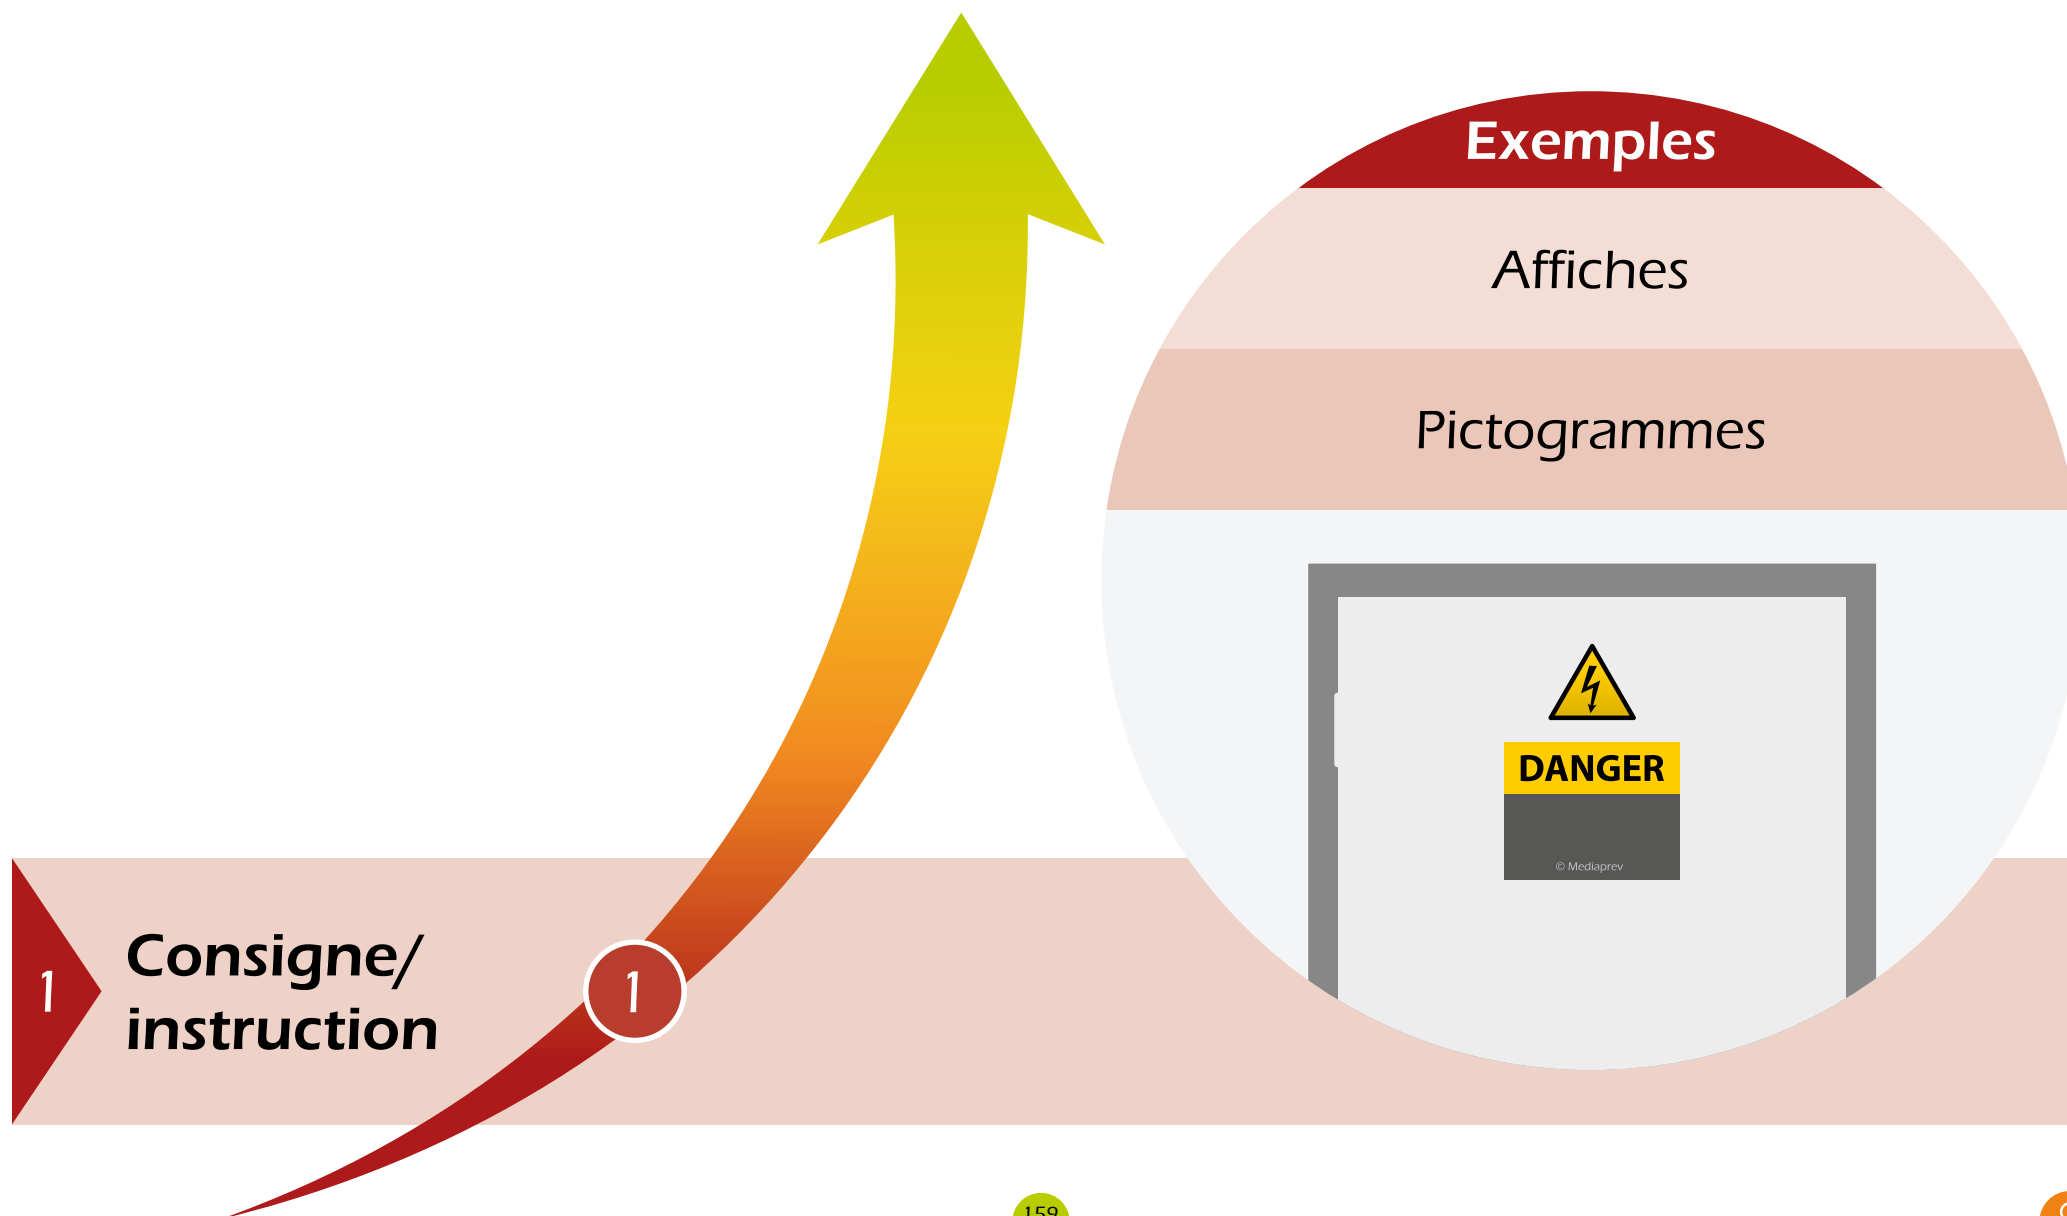 Exemples
Affiches
Pictogrammes
DANGER
© Mediaprev
1
Consigne/
instruction
1
159